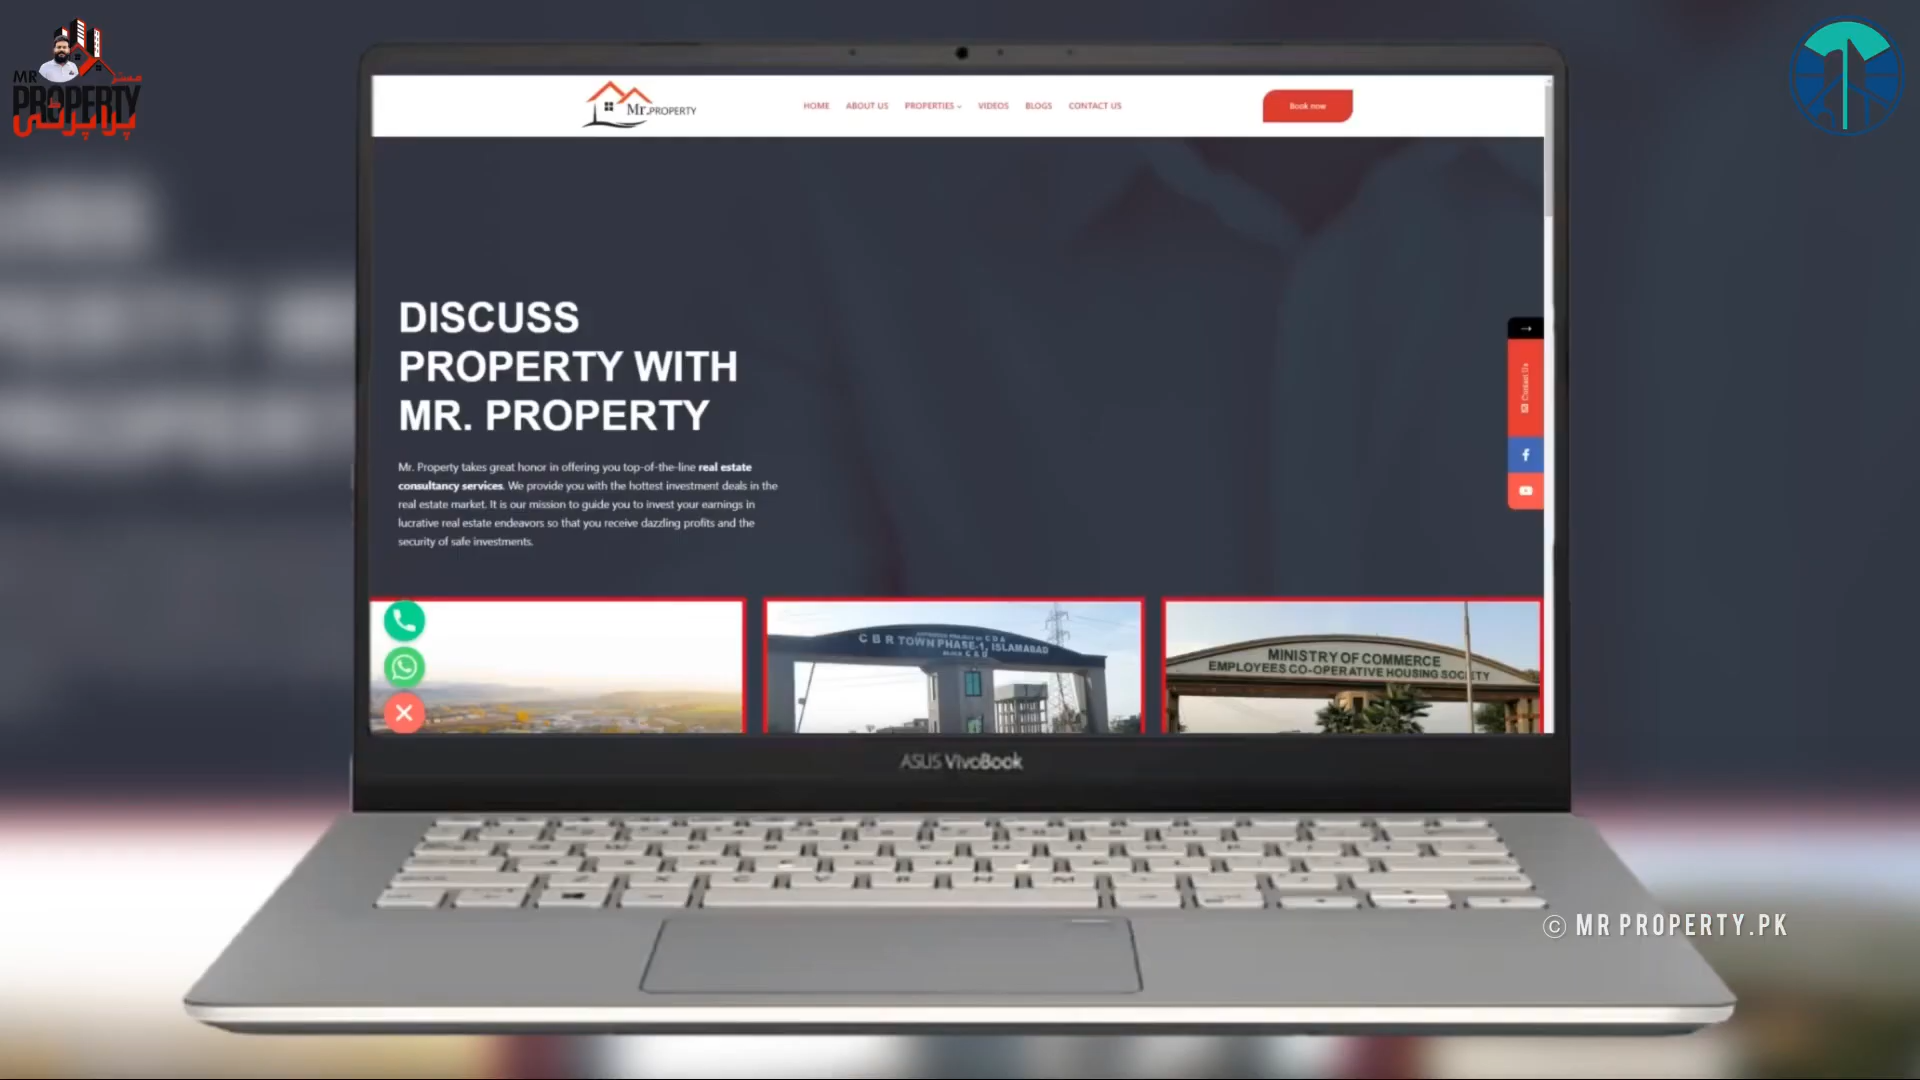 MR
مسٹر
PROPERTY
پراپرٹی
Mr. PROPERTY
HOME
ABOUT US
PROPERTIES
VIDEOS
BLOGS
CONTACT US
Book now
DISCUSS
PROPERTY WITH
MR. PROPERTY
Mr. Property takes great honor in offering you top-of-the-line real estate
consultancy services. We provide you with the hottest investment deals in the
real estate market. It is our mission to guide you to invest your earnings in
lucrative real estate endeavors so that you receive dazzling profits and the
security of safe investments.
Contact Us
APPROVED PROJECT BY C.D.A
C B R TOWN PHASE-1, ISLAMABAD
BLOCK C & D
MINISTRY OF COMMERCE
EMPLOYEES CO-OPERATIVE HOUSING SOCIETY
ASUS VivoBook
© MR PROPERTY.PK